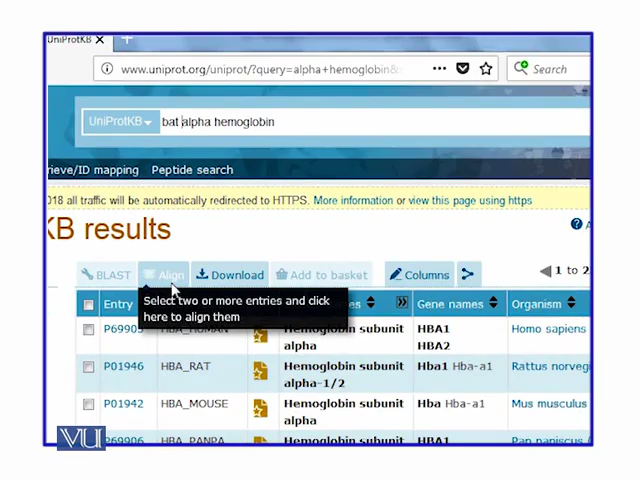 UniProtKB
www.uniprot.org/uniprot/?query=alpha+hemoglobin&
Search
UniProtKB
bat alpha hemoglobin
rieve/ID mapping Peptide search
018 all traffic will be automatically redirected to HTTPS. More information or view this page using https
KB results
BLAST Align Download Add to basket Columns
1 to 2
Select two or more entries and click
here to align them
Entry Gene names Organism
P69905 HBA_HUMAN Hemoglobin subunit
alpha
HBA1
HBA2
Homo sapiens
P01946 HBA_RAT Hemoglobin subunit
alpha-1/2
Hba1 Hba-a1 Rattus norvegi
P01942 HBA_MOUSE Hemoglobin subunit
alpha
Hba Hba-a1 Mus musculus
P69906 HBA_PANPA Hemoglobin subunit HBA1 Pan paniscus
VU